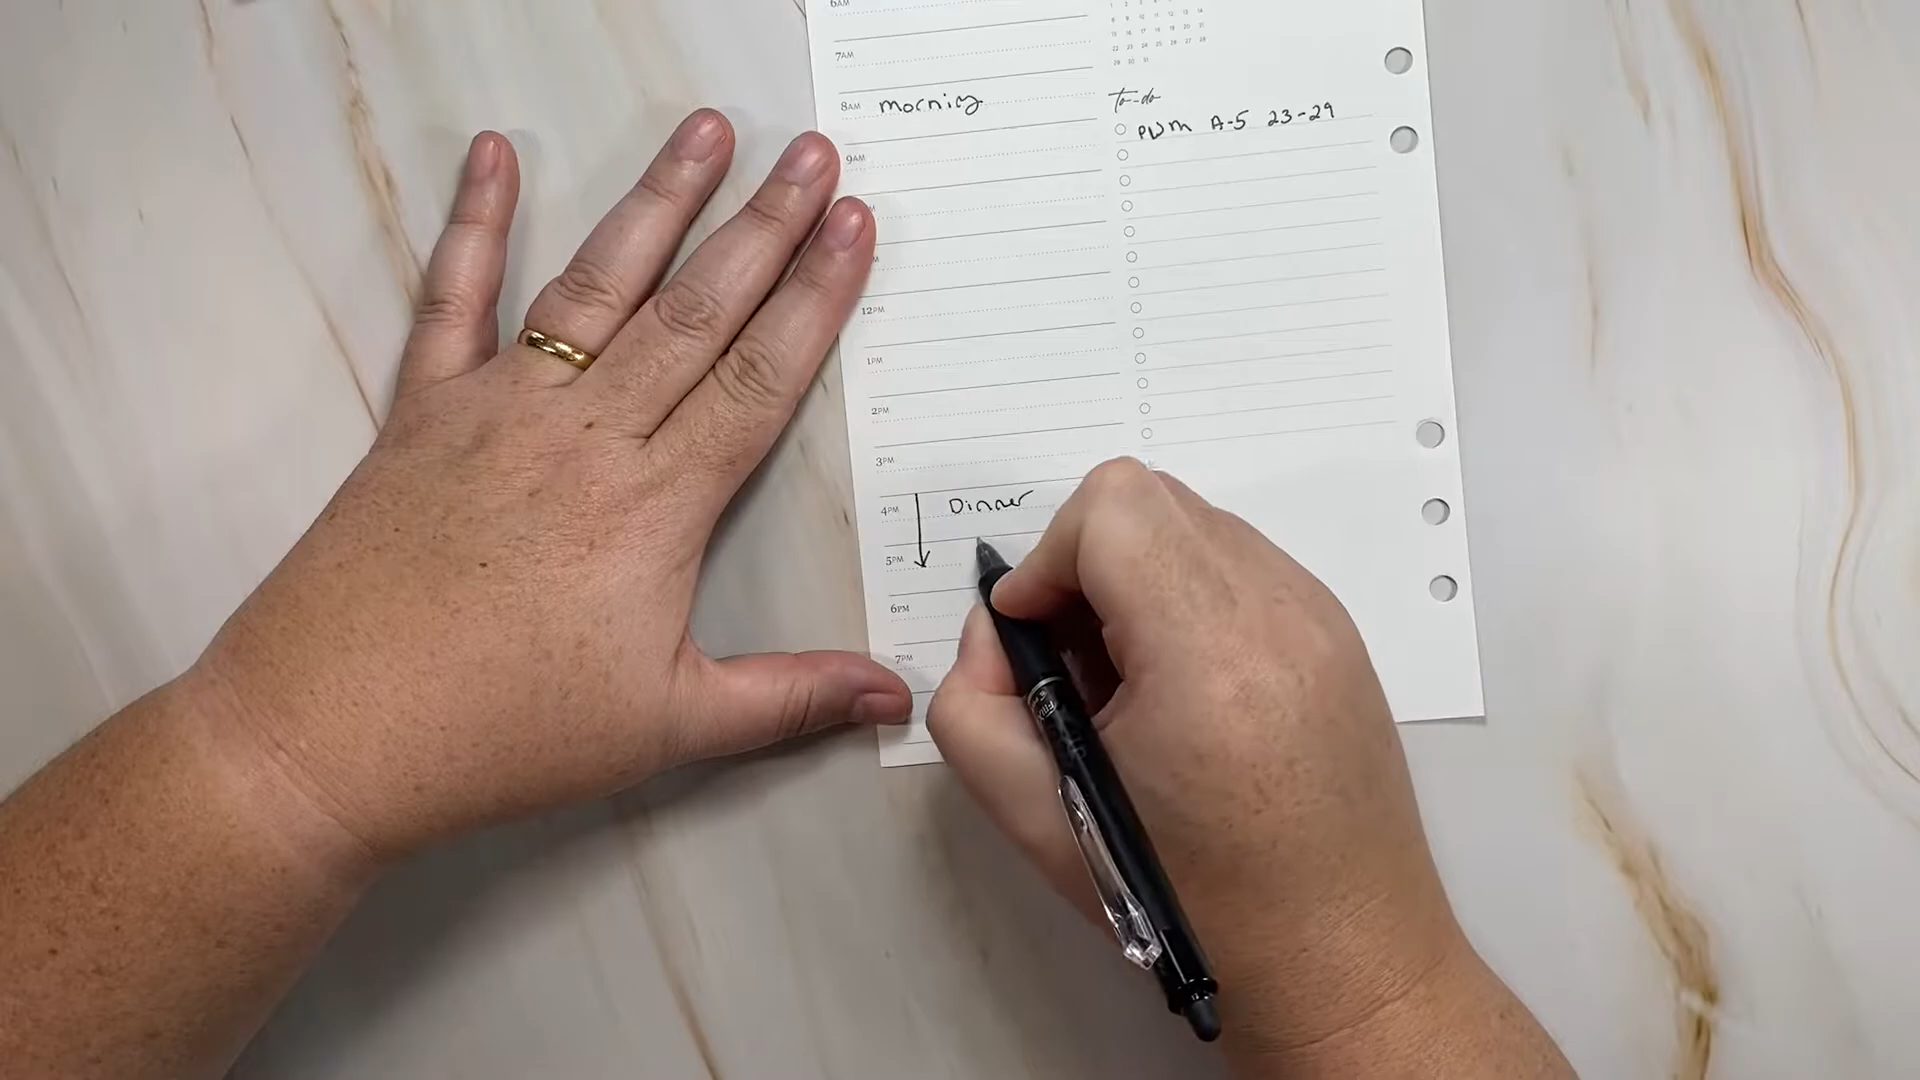 6AM
7AM
8AM morning
9AM
12PM
1PM
2PM
3PM
4PM Dinner
5PM
6PM
7PM
to-do
PWM A-5 23-29